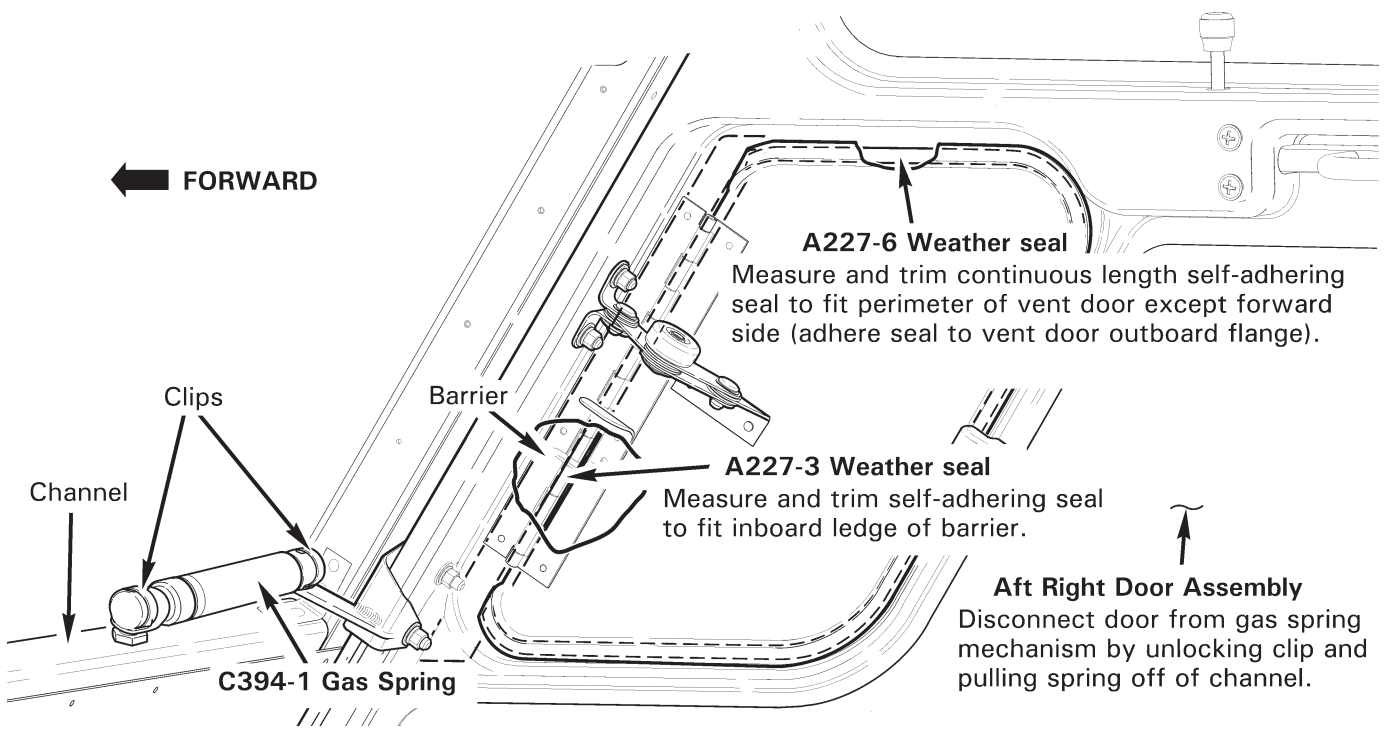 FORWARD
A227-6 Weather seal
Measure and trim continuous length self-adhering
seal to fit perimeter of vent door except forward
side (adhere seal to vent door outboard flange).
Clips
Barrier
A227-3 Weather seal
Measure and trim self-adhering seal
to fit inboard ledge of barrier.
Channel
Aft Right Door Assembly
Disconnect door from gas spring
mechanism by unlocking clip and
pulling spring off of channel.
C394-1 Gas Spring